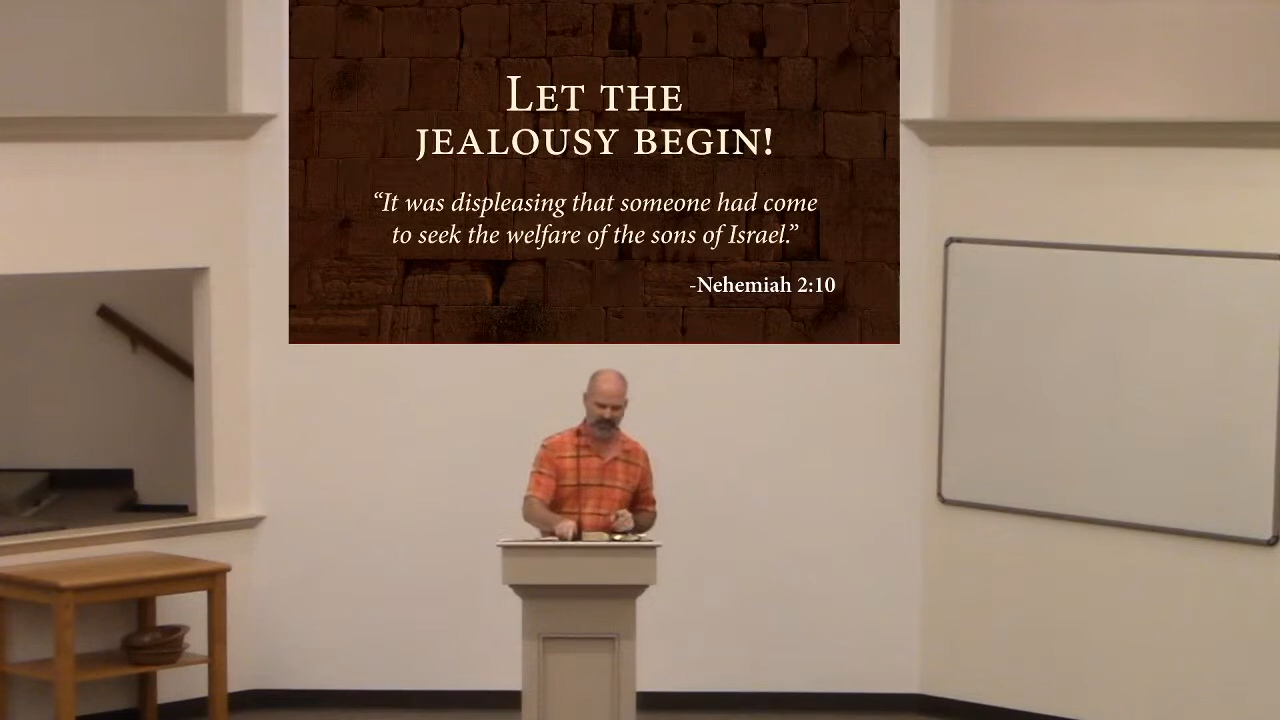 LET THE
JEALOUSY BEGIN!
“It was displeasing that someone had come
to seek the welfare of the sons of Israel.”
-Nehemiah 2:10